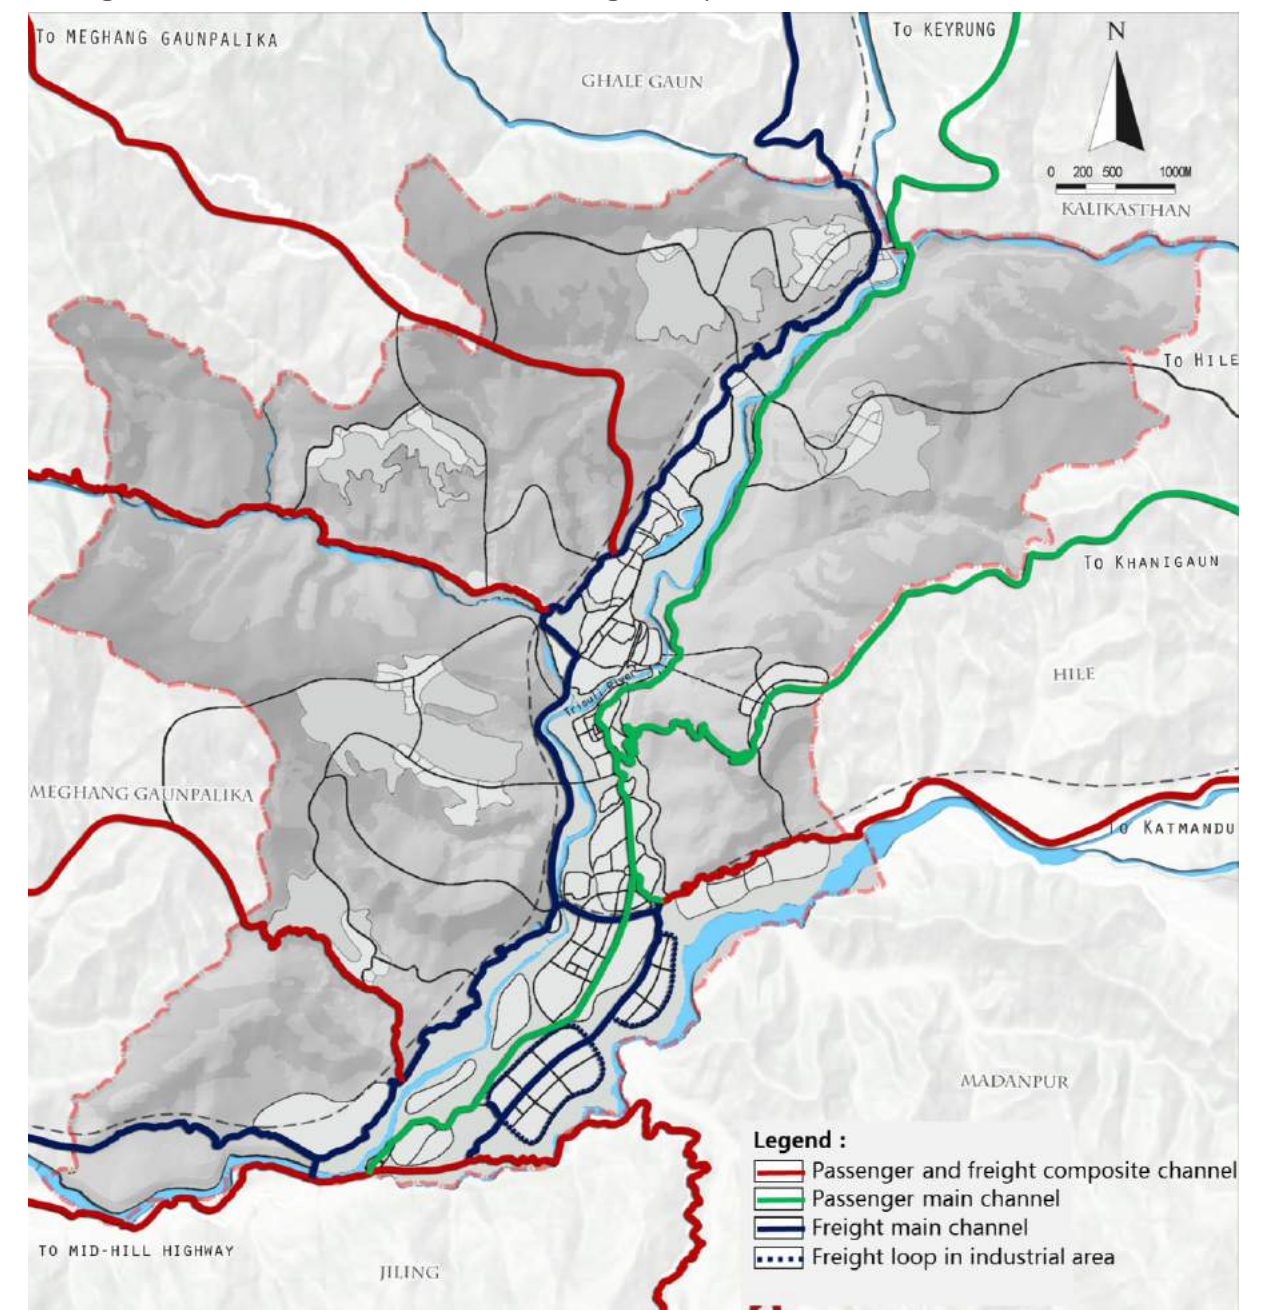 To MEGHANG GAUNPALIKA
To KEYRUNG
N
GHALE GAUN
0 200 500 1000M
KALIKASTHAN
To HILE
To KHANIGAUN
HILE
Trisuli River
MEGHANG GAUNPALIKA
To KATMANDU
MADANPUR
Legend :
Passenger and freight composite channel
Passenger main channel
Freight main channel
Freight loop in industrial area
TO MID-HILL HIGHWAY
JILING